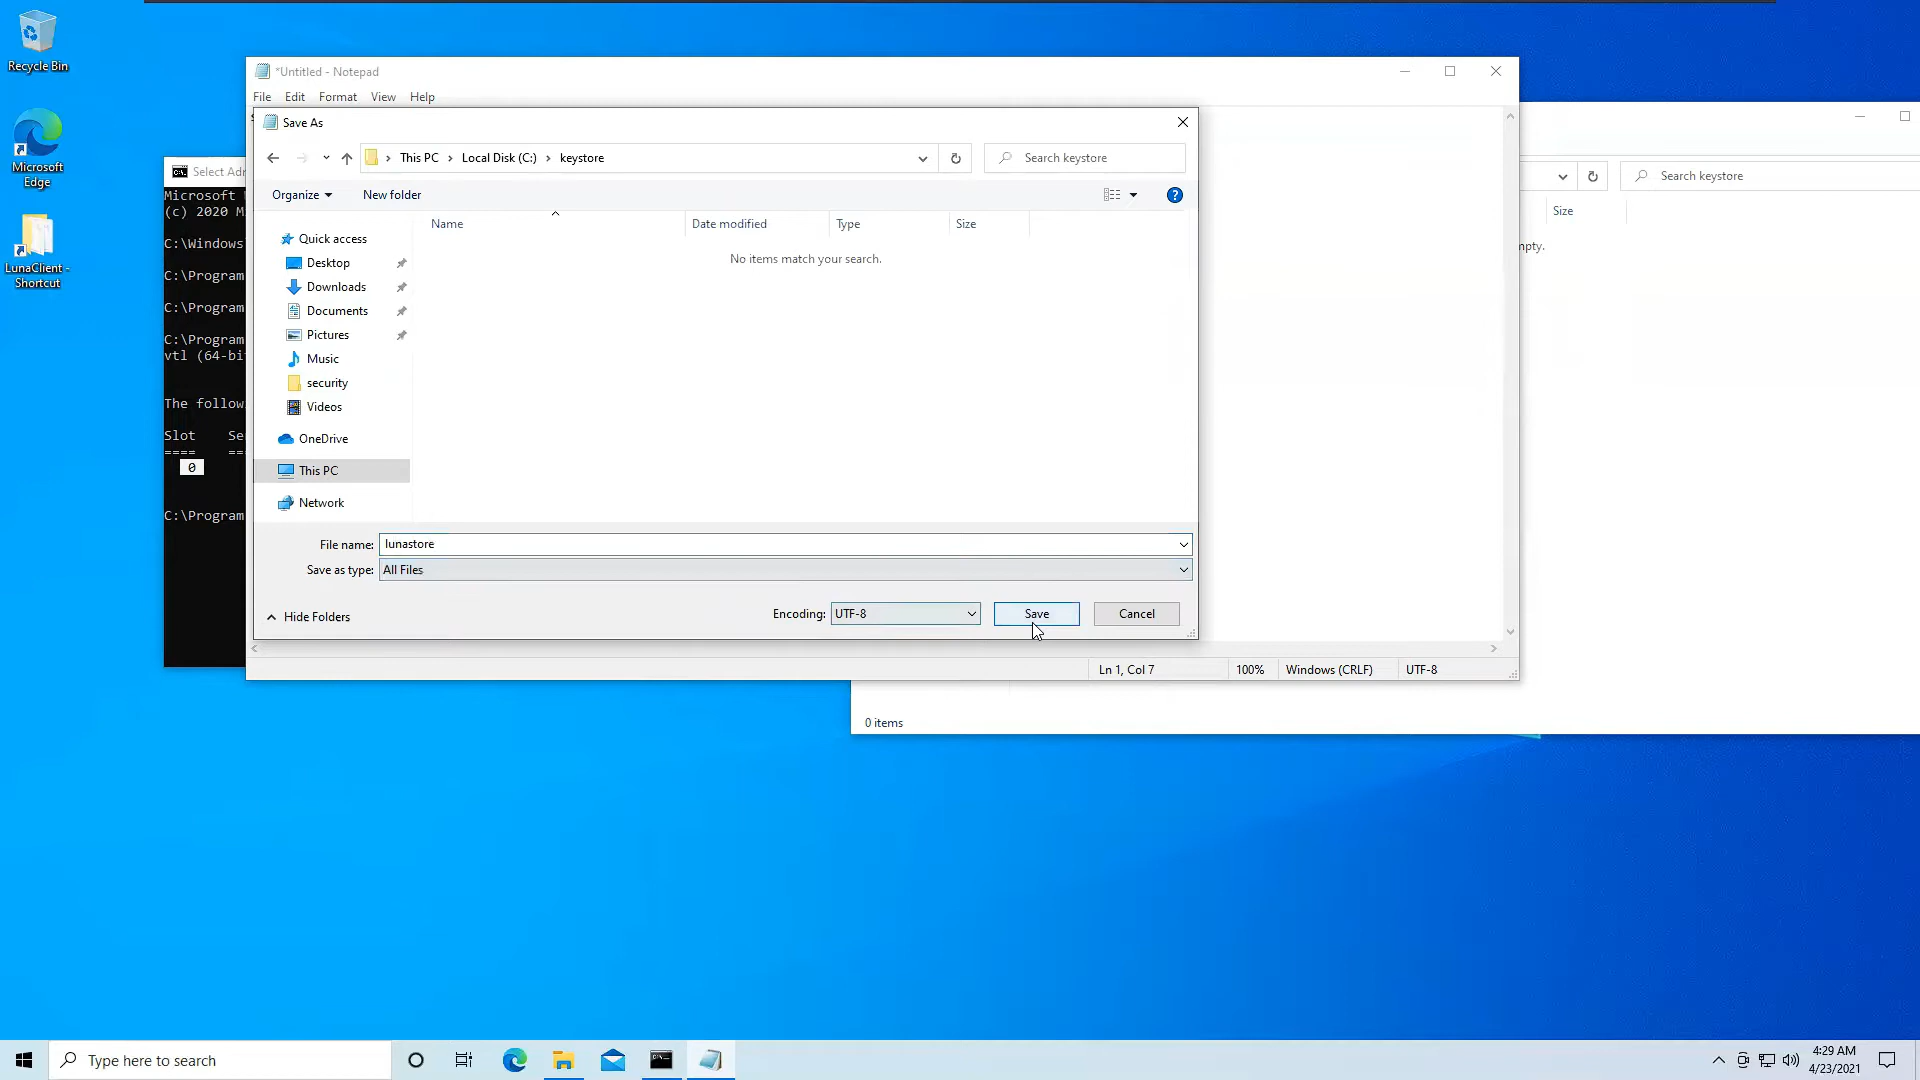 Recycle Bin
Microsoft Edge
LunaClient - Shortcut
*Untitled - Notepad
File Edit Format View Help
Save As
This PC Local Disk (C:) keystore
Search keystore
Organize New folder
Name Date modified Type Size
No items match your search.
Quick access
Desktop
Downloads
Documents
Pictures
Music
security
Videos
OneDrive
This PC
Network
File name: lunastore
Save as type: All Files
Hide Folders
Encoding: UTF-8 Save Cancel
Ln 1, Col 7 100% Windows (CRLF) UTF-8
Select Adm
Microsoft
(c) 2020
C:\Windows
C:\Program
C:\Program
C:\Program
vtl (64-bi
The follow
Slot Se
==== ==
0
C:\Program
Search keystore
Size
mpty.
0 items
Type here to search
4:29 AM
4/23/2021